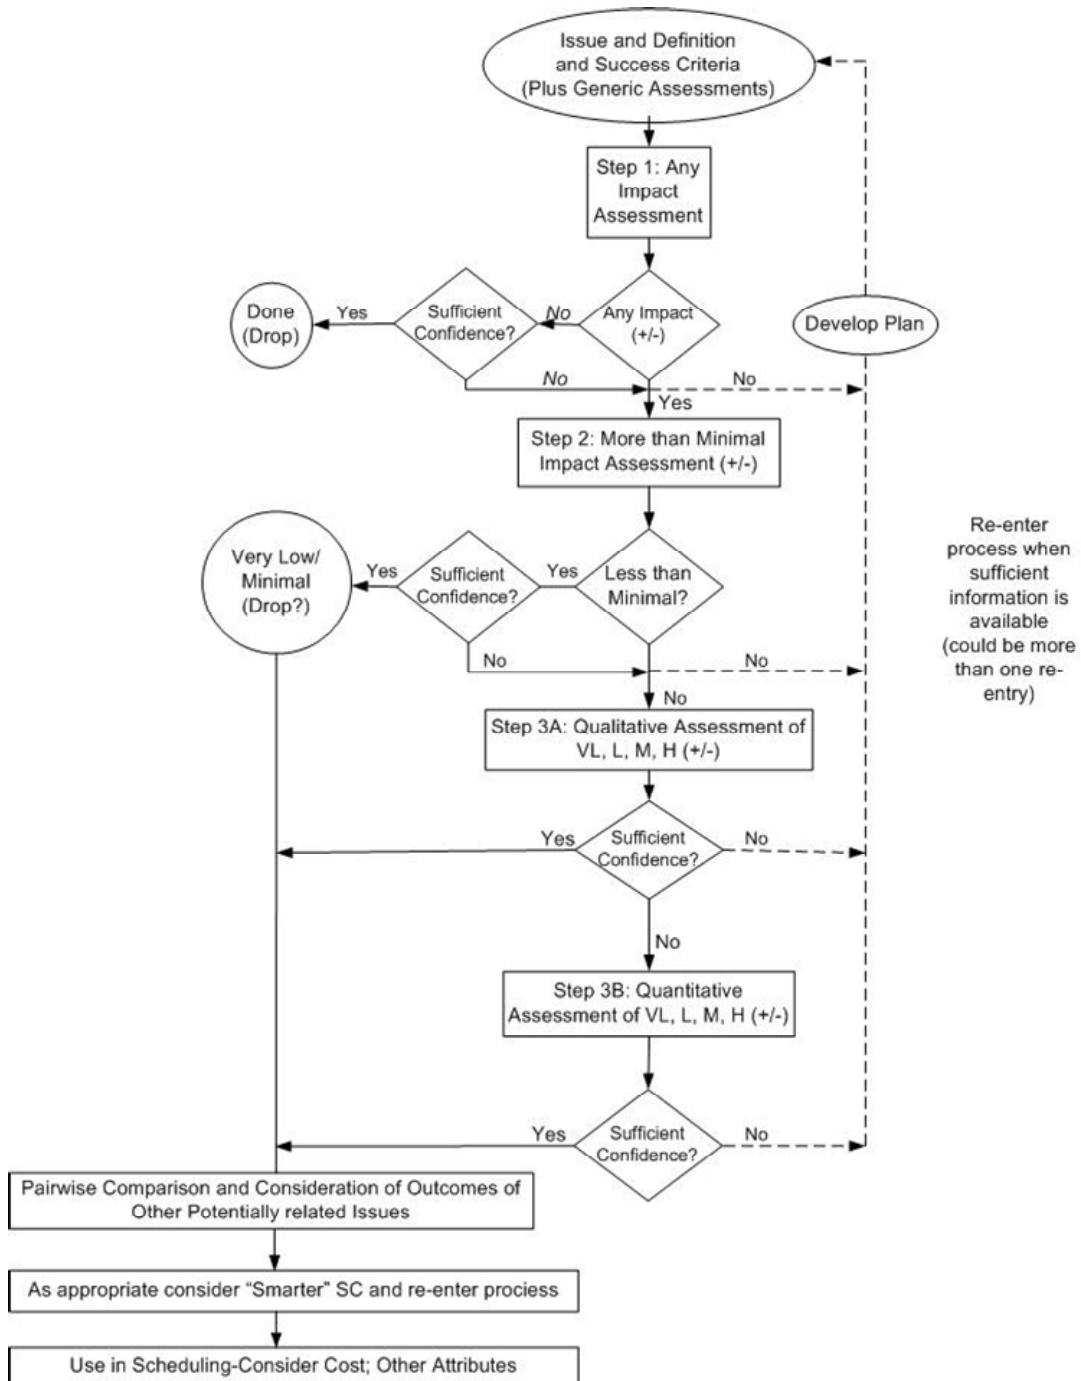 Issue and Definition
and Success Criteria
(Plus Generic Assessments)
Step 1: Any
Impact
Assessment
Done
(Drop)
Yes
Sufficient
Confidence?
No
Any Impact
(+/-)
Develop Plan
No
No
Yes
Step 2: More than Minimal
Impact Assessment (+/-)
Very Low/
Minimal
(Drop?)
Yes
Sufficient
Confidence?
Yes
Less than
Minimal?
Re-enter
process when
sufficient
information is
available
(could be more
than one re-
entry)
No
No
No
Step 3A: Qualitative Assessment of
VL, L, M, H (+/-)
Yes
Sufficient
Confidence?
No
No
Step 3B: Quantitative
Assessment of VL, L, M, H (+/-)
Yes
Sufficient
Confidence?
No
Pairwise Comparison and Consideration of Outcomes of
Other Potentially related Issues
As appropriate consider “Smarter” SC and re-enter prociess
Use in Scheduling-Consider Cost; Other Attributes